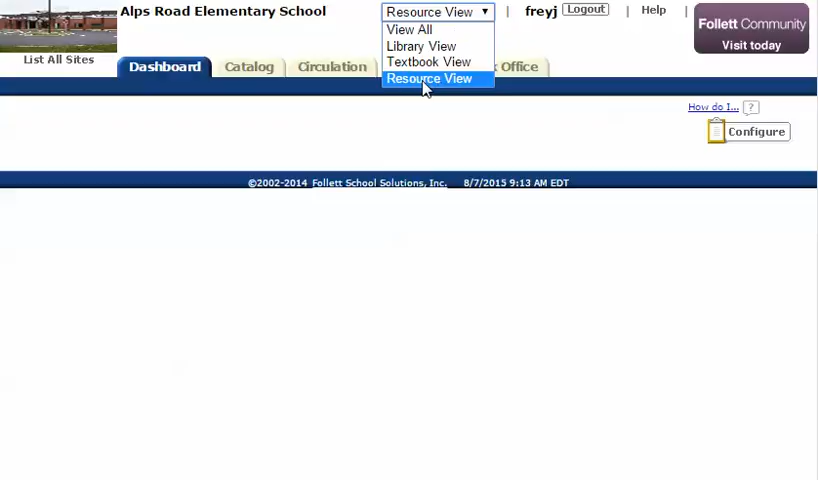 Alps Road Elementary School
Resource View
| freyj Logout | Help |
Follett Community
Visit today
View All
Library View
Textbook View
Resource View
List All Sites
Dashboard Catalog Circulation Office
How do I... ?
Configure
©2002-2014 Follett School Solutions, Inc. 8/7/2015 9:13 AM EDT